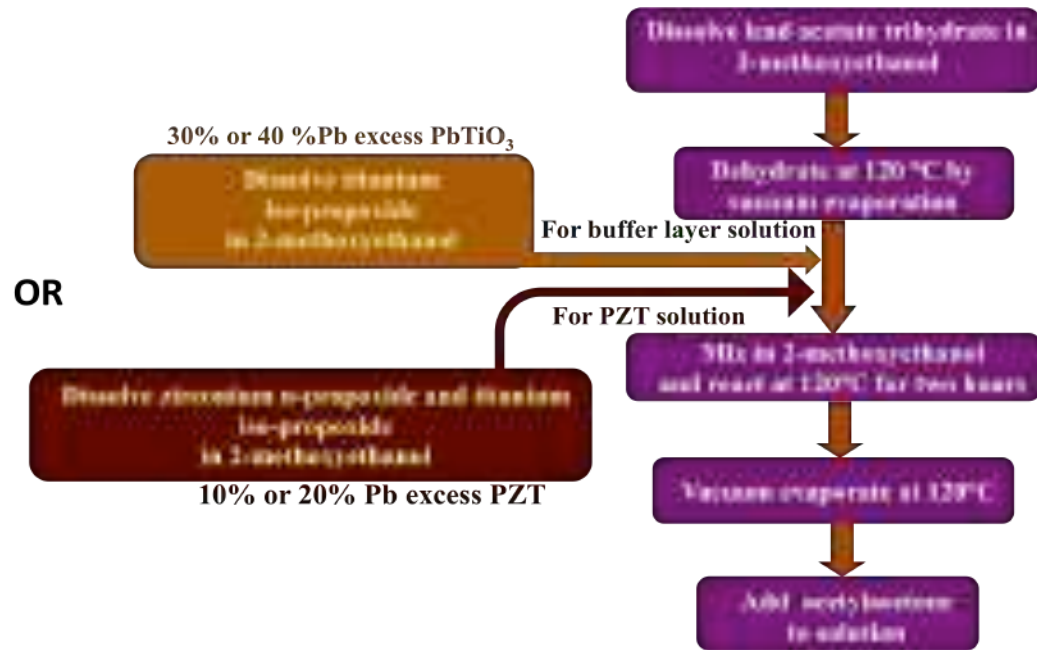 Dissolve lead acetate trihydrate in
2-methoxyethanol
30% or 40 %Pb excess PbTiO₃
Dissolve titanium
Iso-propoxide
in 2-methoxyethanol
Dehydrate at 120 °C by
vacuum evaporation
For buffer layer solution
OR
For PZT solution
Mix in 2-methoxyethanol
and react at 120°C for two hours
Dissolve zirconium n-propoxide and titanium
Iso-propoxide
in 2-methoxyethanol
10% or 20% Pb excess PZT
Vacuum evaporate at 120°C
Add acetylacetone
to solution